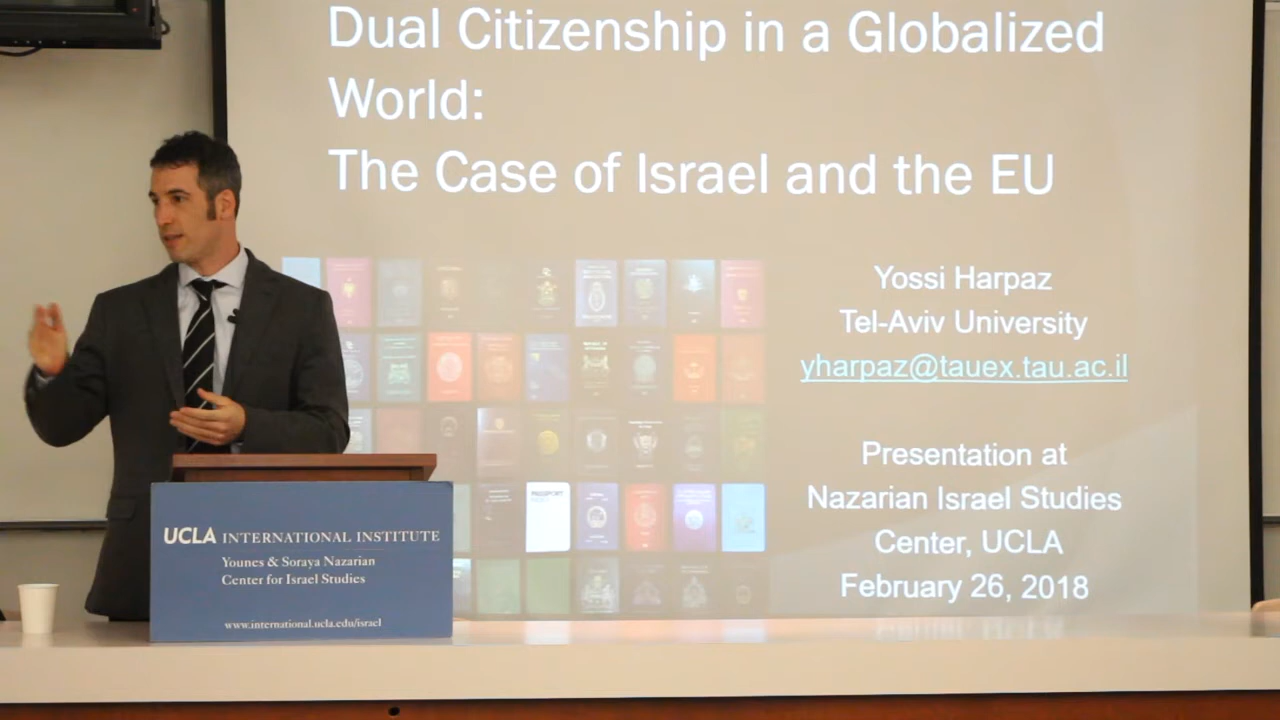 Dual Citizenship in a Globalized
World:
The Case of Israel and the EU
Yossi Harpaz
Tel-Aviv University
yharpaz@tauex.tau.ac.il
Presentation at
Nazarian Israel Studies
Center, UCLA
February 26, 2018
UCLA INTERNATIONAL INSTITUTE
Younes & Soraya Nazarian
Center for Israel Studies
www.international.ucla.edu/israel